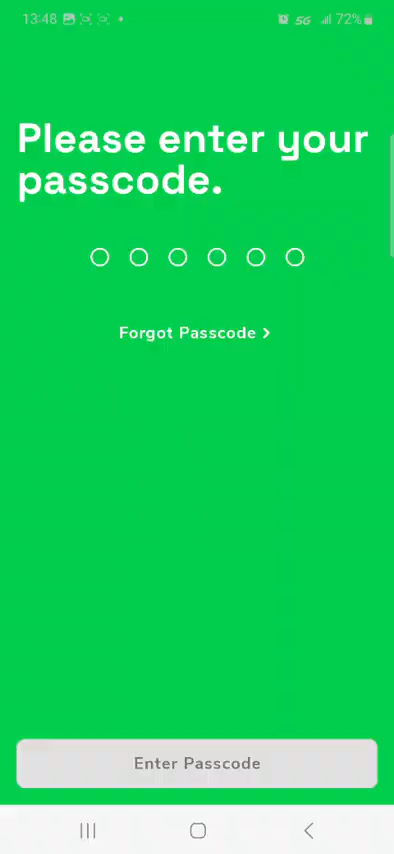 13:48 5G 72%
Please enter your
passcode.
Forgot Passcode
Enter Passcode